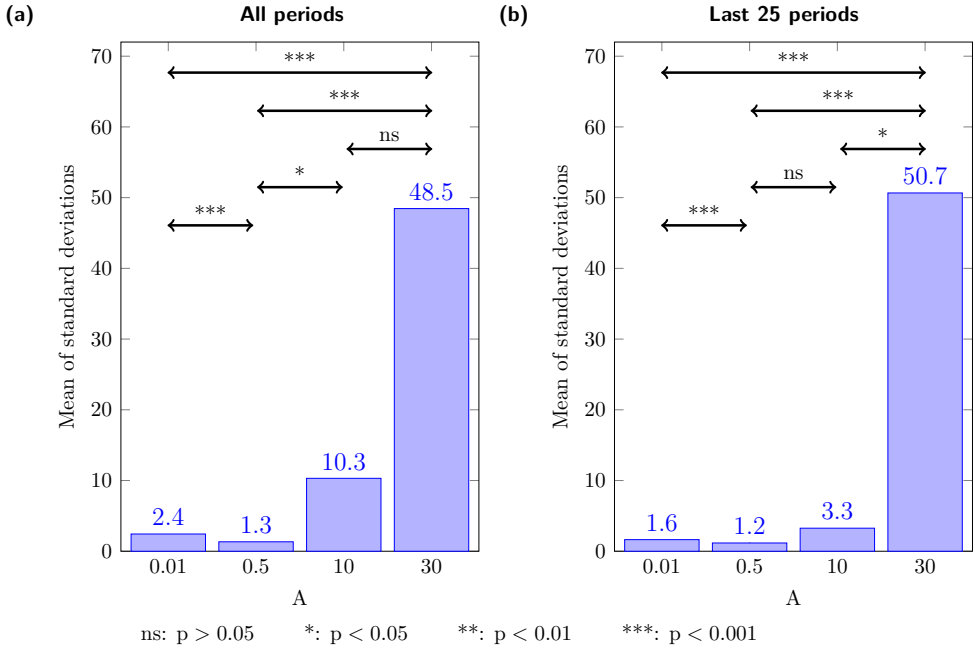 (a)
All periods
Mean of standard deviations
70
60
50
40
30
20
10
0
***
***
ns
*
***
2.4
1.3
10.3
48.5
0.01 0.5 10 30
A
(b)
Last 25 periods
Mean of standard deviations
70
60
50
40
30
20
10
0
***
***
*
ns
***
1.6
1.2
3.3
50.7
0.01 0.5 10 30
A
ns: p > 0.05 *: p < 0.05 **: p < 0.01 ***: p < 0.001